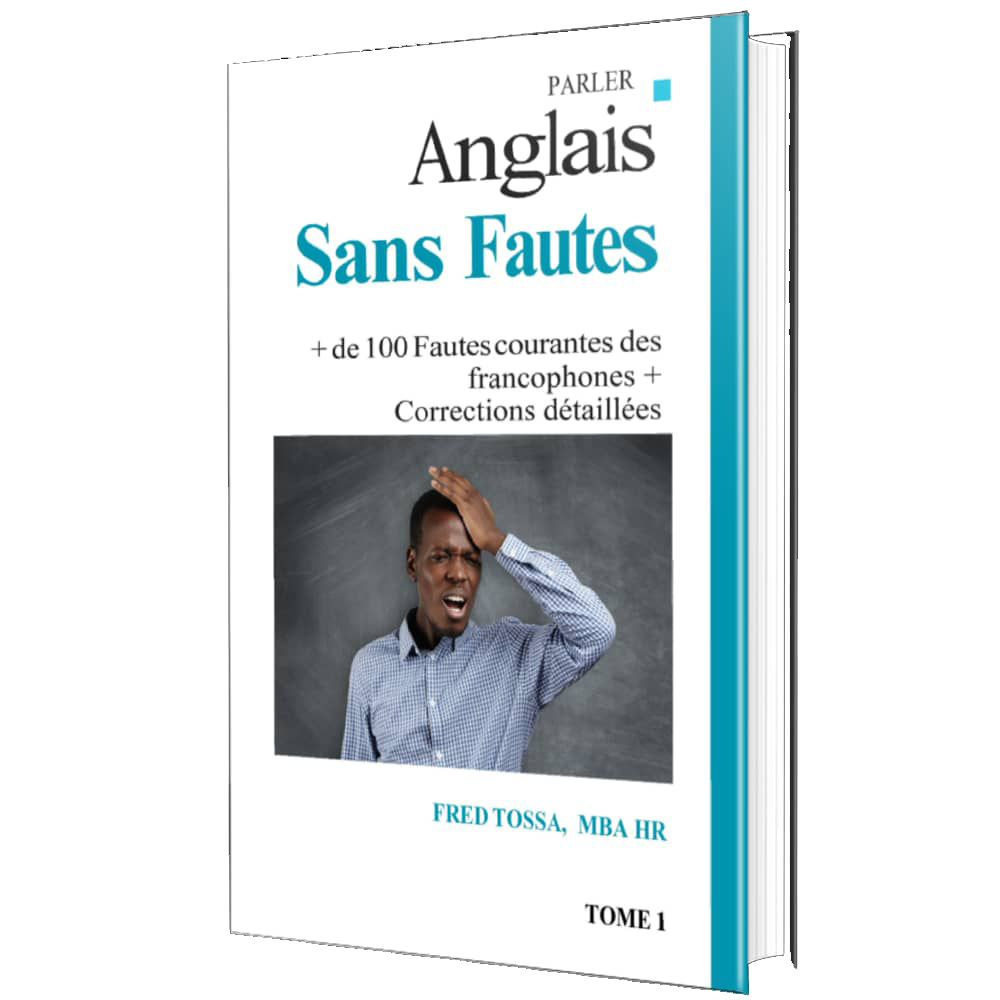 PARLER
Anglais
Sans Fautes
+ de 100 Fautes courantes des
francophones +
Corrections détaillées
FRED TOSSA, MBA HR
TOME 1